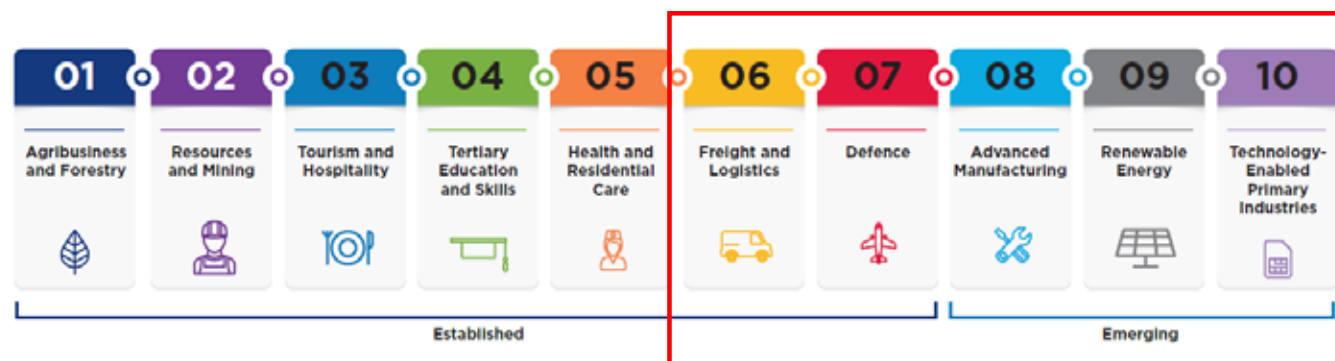 01
02
03
04
05
06
07
08
09
10
Agribusiness
and Forestry
Resources
and Mining
Tourism and
Hospitality
Tertiary
Education
and Skills
Health and
Residential
Care
Freight and
Logistics
Defence
Advanced
Manufacturing
Renewable
Energy
Technology-
Enabled
Primary
Industries
Established
Emerging